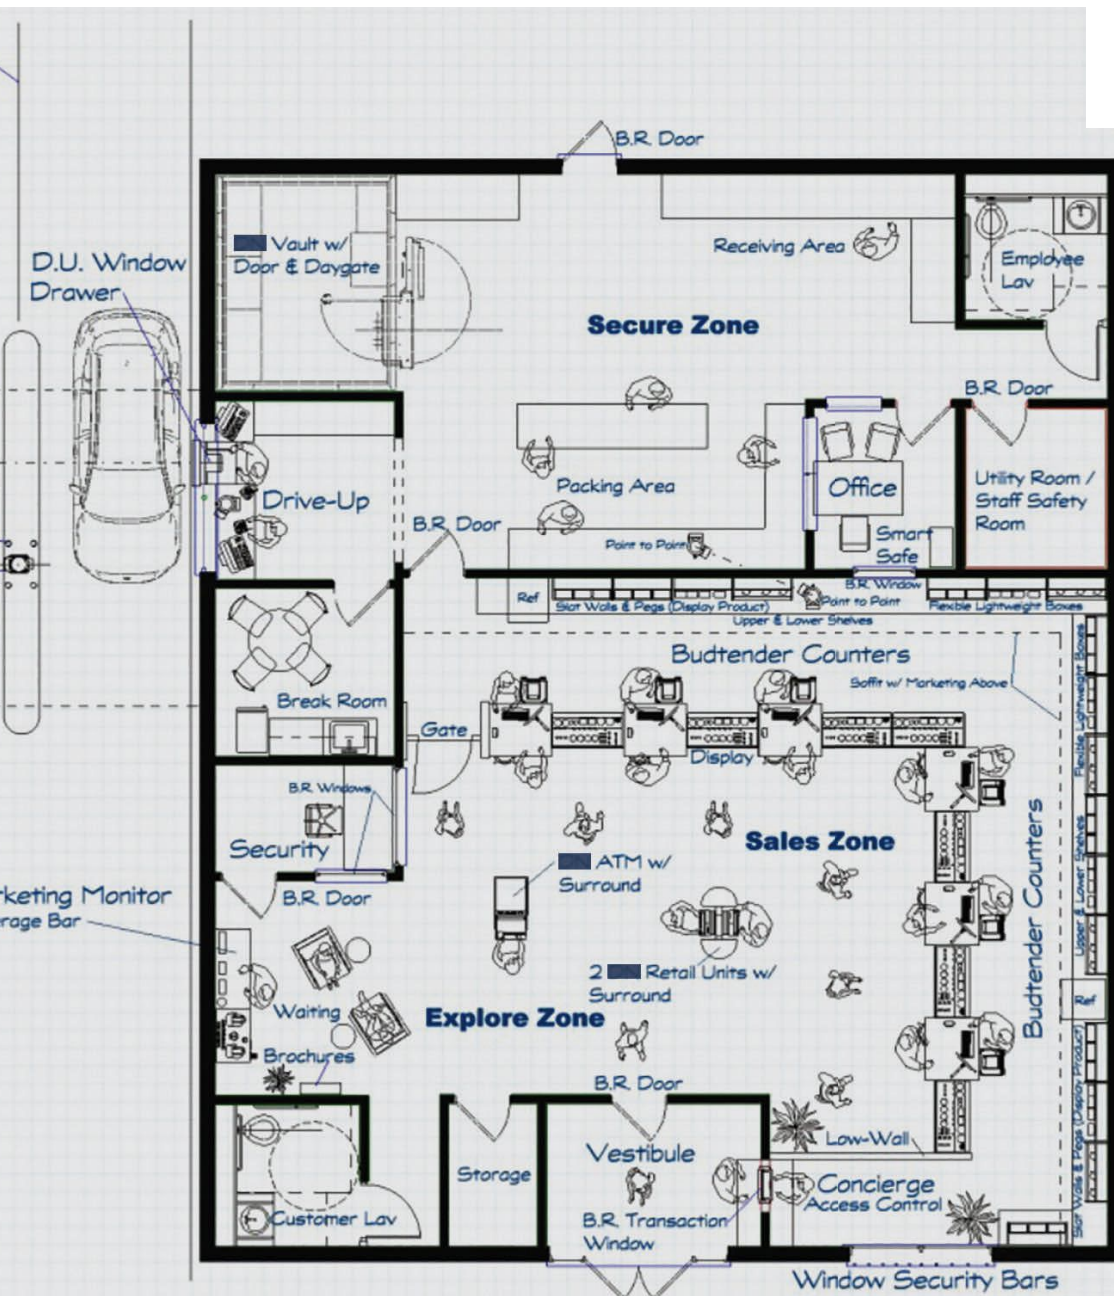 B.R. Door
Vault w/
Door & Daygate
Receiving Area
Employee
Lav
D.U. Window
Drawer
Secure Zone
B.R. Door
Drive-Up
Packing Area
Office
Utility Room /
Staff Safety
Room
B.R. Door
Smart
Safe
Point to Point
B.R. Window
Ref
Slat Walls & Pegs (Display Product)
Point to Point
Flexible Lightweight Boxes
Upper & Lower Shelves
Budtender Counters
Soffit w/ Marketing Above
Flexible Lightweight Boxes
Break Room
Gate
Display
B.R. Windows
Security
Sales Zone
Budtender Counters
Upper & Lower Shelves
ATM w/
Surround
rketing Monitor
rage Bar
B.R. Door
2
Retail Units w/
Surround
Waiting
Explore Zone
Ref
Brochures
B.R. Door
Slat Walls & Pegs (Display Product)
Low-Wall
Vestibule
Storage
Concierge
Access Control
Customer Lav
B.R. Transaction
Window
Window Security Bars